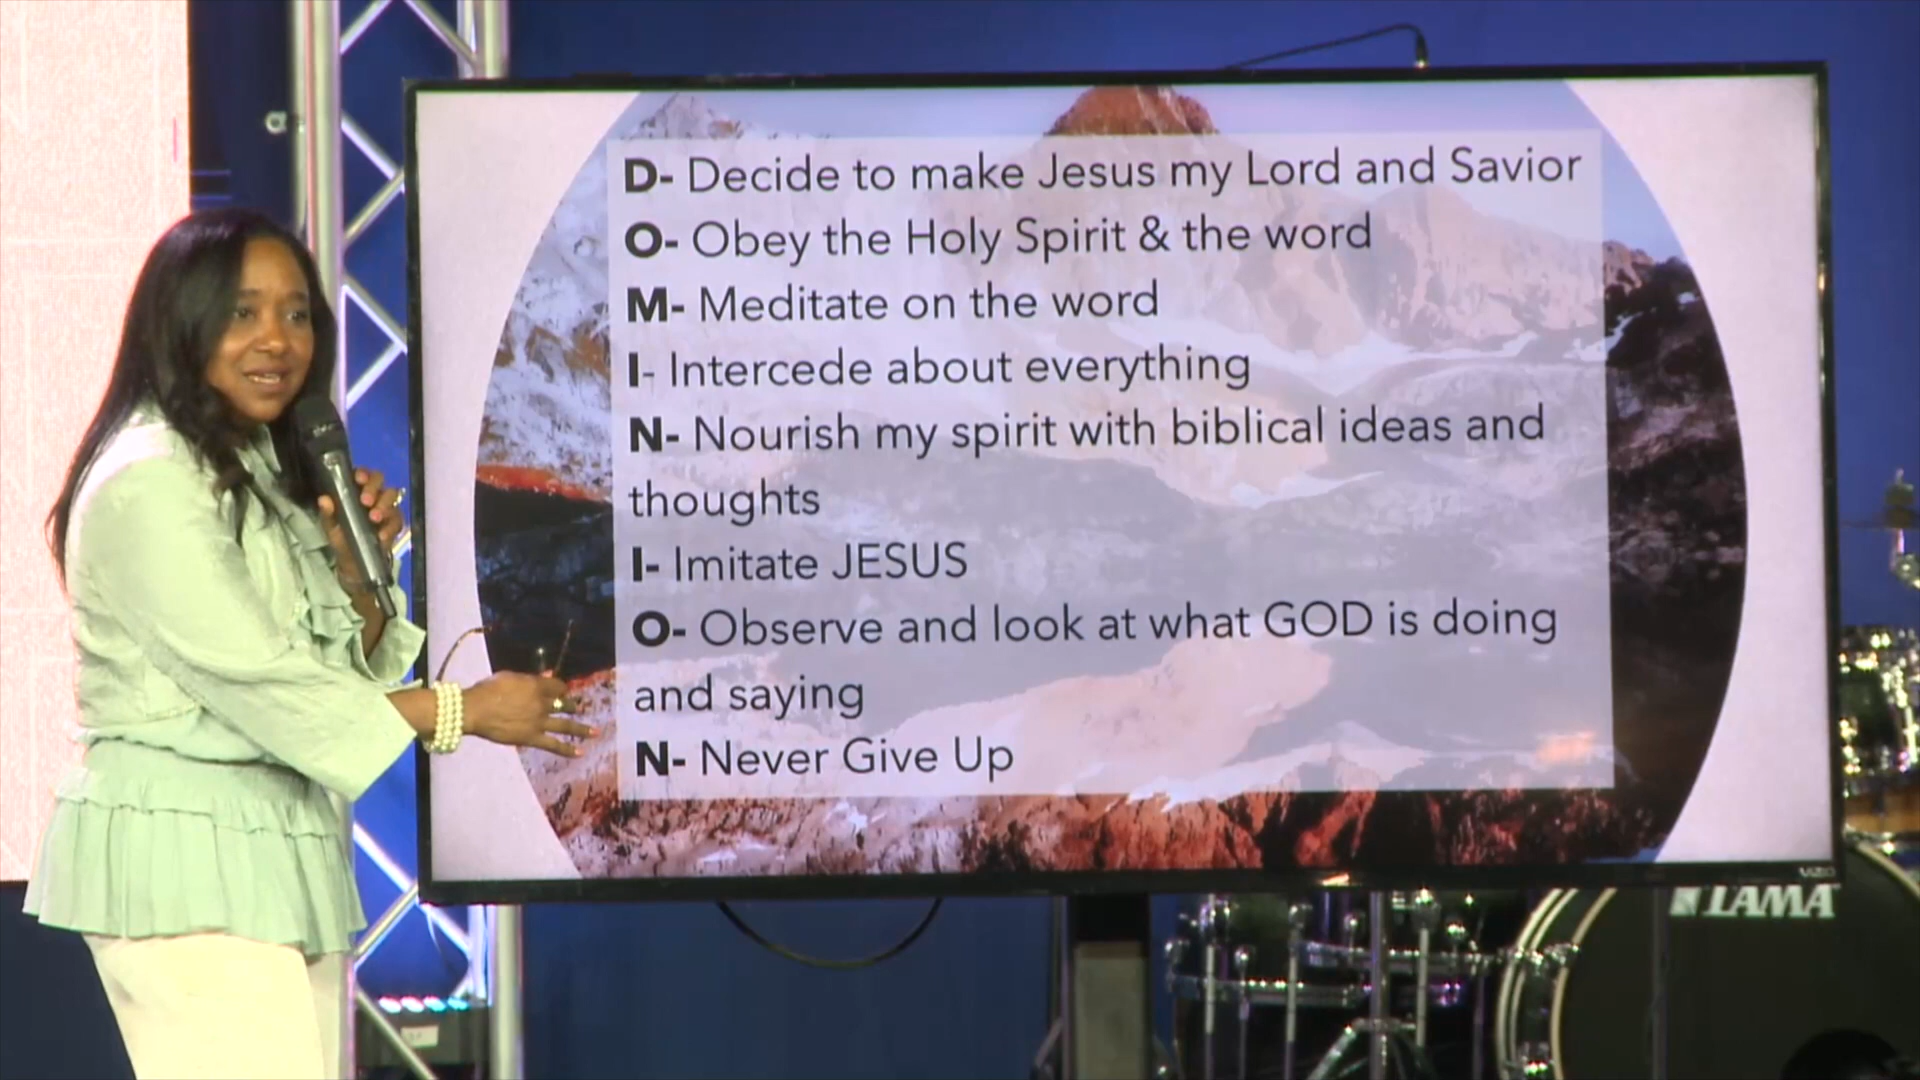 D- Decide to make Jesus my Lord and Savior
O- Obey the Holy Spirit & the word
M- Meditate on the word
I- Intercede about everything
N- Nourish my spirit with biblical ideas and
thoughts
I- Imitate JESUS
O- Observe and look at what GOD is doing
and saying
N- Never Give Up
VIZIO
TAMA